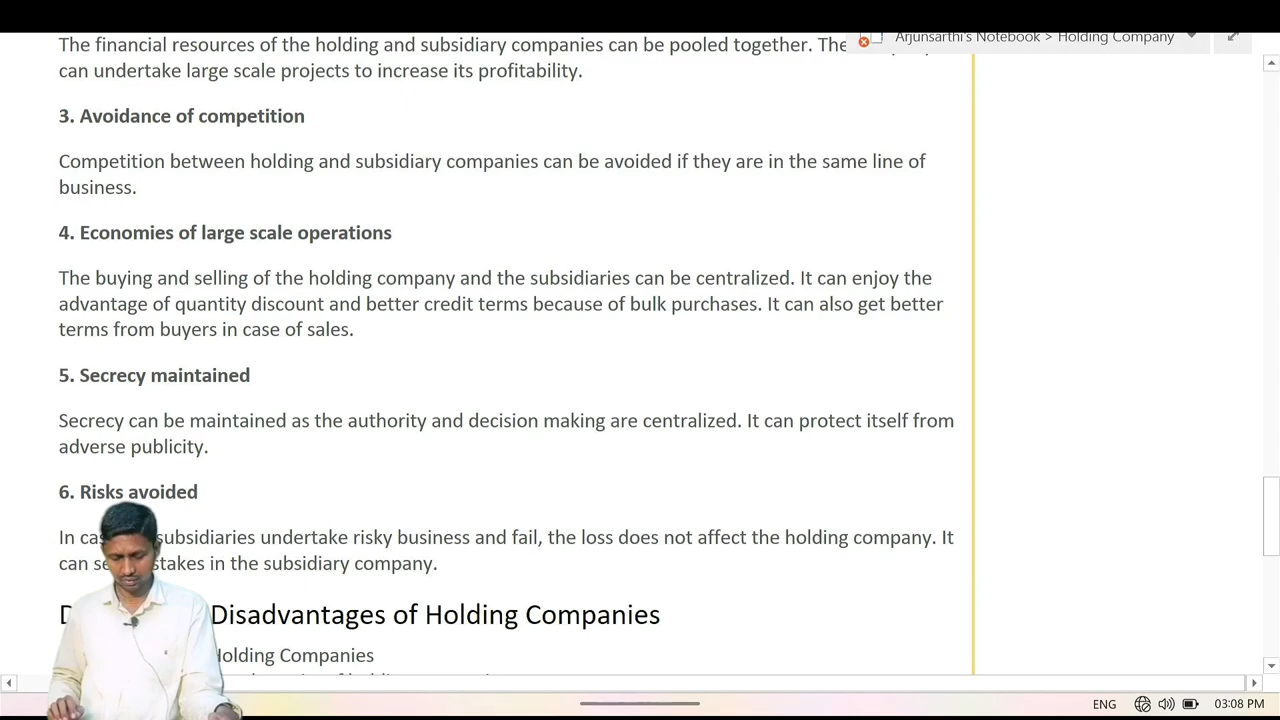 Arjunsarthi's Notebook > Holding Company
The financial resources of the holding and subsidiary companies can be pooled together. The
can undertake large scale projects to increase its profitability.
3. Avoidance of competition
Competition between holding and subsidiary companies can be avoided if they are in the same line of
business.
4. Economies of large scale operations
The buying and selling of the holding company and the subsidiaries can be centralized. It can enjoy the
advantage of quantity discount and better credit terms because of bulk purchases. It can also get better
terms from buyers in case of sales.
5. Secrecy maintained
Secrecy can be maintained as the authority and decision making are centralized. It can protect itself from
adverse publicity.
6. Risks avoided
In subsidiaries undertake risky business and fail, the loss does not affect the holding company. It
can stakes in the subsidiary company.
Disadvantages of Holding Companies
Holding Companies
ENG 03:08 PM